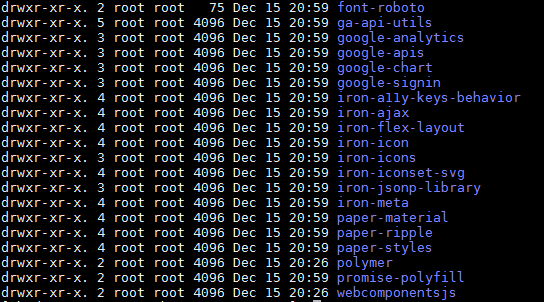 drwxr-xr-x. 2 root root   75 Dec 15 20:59 font-roboto
drwxr-xr-x. 5 root root 4096 Dec 15 20:59 ga-api-utils
drwxr-xr-x. 3 root root 4096 Dec 15 20:59 google-analytics
drwxr-xr-x. 3 root root 4096 Dec 15 20:59 google-apis
drwxr-xr-x. 3 root root 4096 Dec 15 20:59 google-chart
drwxr-xr-x. 3 root root 4096 Dec 15 20:59 google-signin
drwxr-xr-x. 4 root root 4096 Dec 15 20:59 iron-a11y-keys-behavior
drwxr-xr-x. 4 root root 4096 Dec 15 20:59 iron-ajax
drwxr-xr-x. 4 root root 4096 Dec 15 20:59 iron-flex-layout
drwxr-xr-x. 4 root root 4096 Dec 15 20:59 iron-icon
drwxr-xr-x. 3 root root 4096 Dec 15 20:59 iron-icons
drwxr-xr-x. 4 root root 4096 Dec 15 20:59 iron-iconset-svg
drwxr-xr-x. 3 root root 4096 Dec 15 20:59 iron-jsonp-library
drwxr-xr-x. 4 root root 4096 Dec 15 20:59 iron-meta
drwxr-xr-x. 4 root root 4096 Dec 15 20:59 paper-material
drwxr-xr-x. 4 root root 4096 Dec 15 20:59 paper-ripple
drwxr-xr-x. 4 root root 4096 Dec 15 20:59 paper-styles
drwxr-xr-x. 2 root root 4096 Dec 15 20:26 polymer
drwxr-xr-x. 2 root root 4096 Dec 15 20:59 promise-polyfill
drwxr-xr-x. 2 root root 4096 Dec 15 20:26 webcomponentsjs